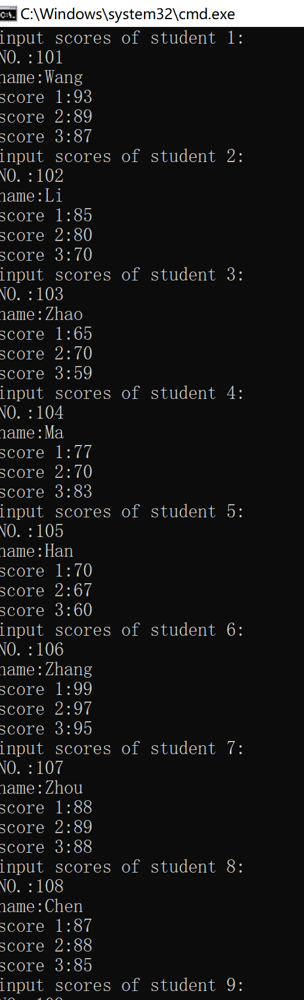 C:\Windows\system32\cmd.exe
input scores of student 1:
NO.:101
name:Wang
score 1:93
score 2:89
score 3:87
input scores of student 2:
NO.:102
name:Li
score 1:85
score 2:80
score 3:70
input scores of student 3:
NO.:103
name:Zhao
score 1:65
score 2:70
score 3:59
input scores of student 4:
NO.:104
name:Ma
score 1:77
score 2:70
score 3:83
input scores of student 5:
NO.:105
name:Han
score 1:70
score 2:67
score 3:60
input scores of student 6:
NO.:106
name:Zhang
score 1:99
score 2:97
score 3:95
input scores of student 7:
NO.:107
name:Zhou
score 1:88
score 2:89
score 3:88
input scores of student 8:
NO.:108
name:Chen
score 1:87
score 2:88
score 3:85
input scores of student 9: